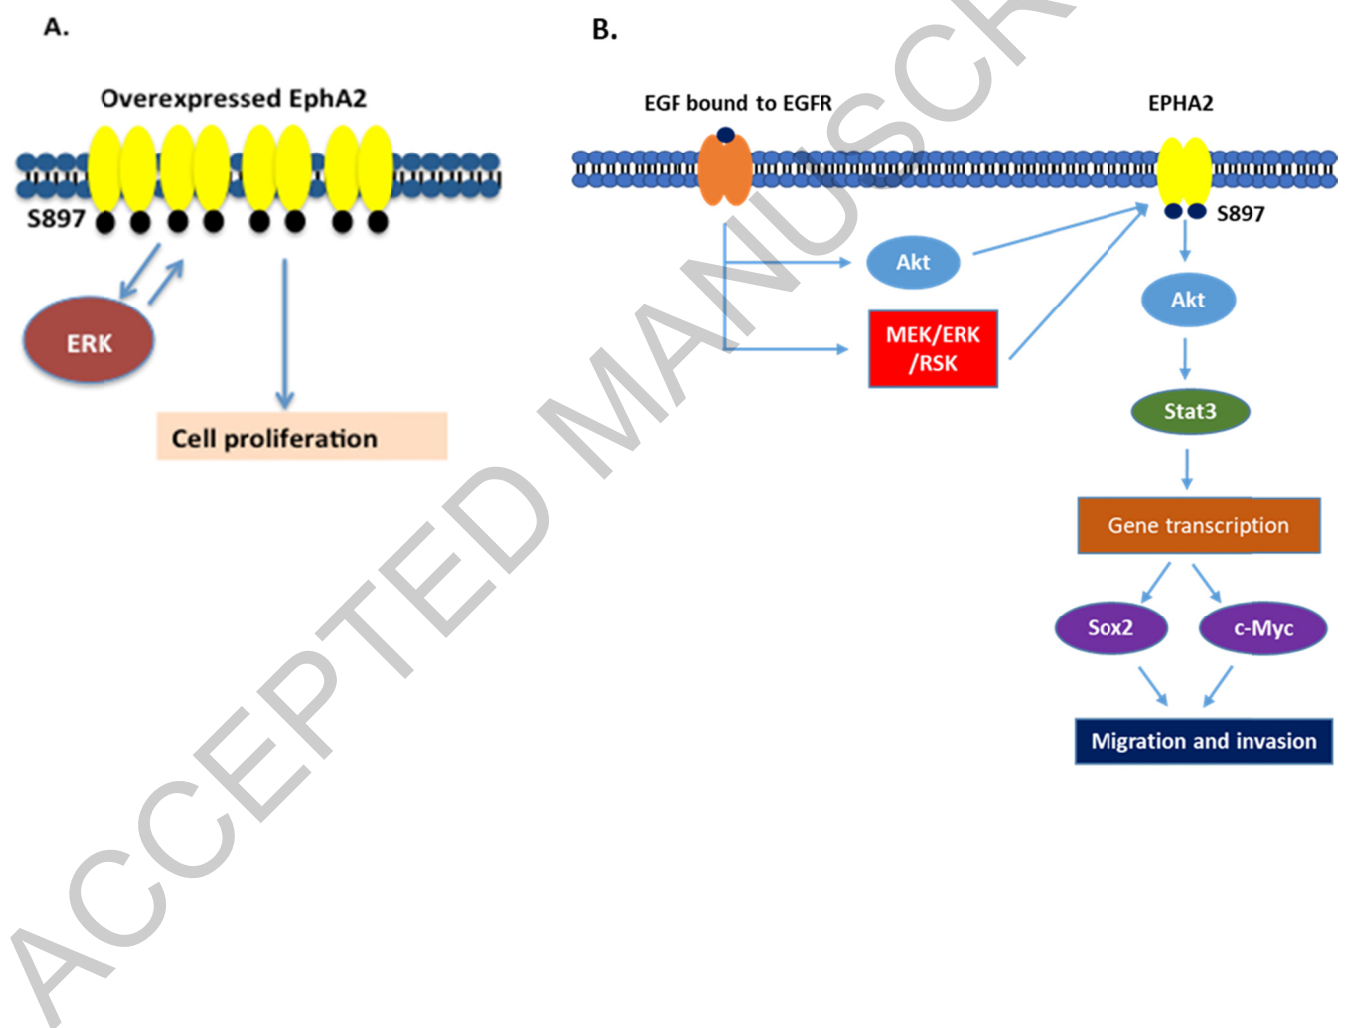 A.
Overexpressed EphA2
S897
ERK
Cell proliferation
B.
EGF bound to EGFR
EPHA2
S897
Akt
MEK/ERK
/RSK
Akt
Stat3
Gene transcription
Sox2
c-Myc
Migration and invasion
ACCEPTED MANUSCR